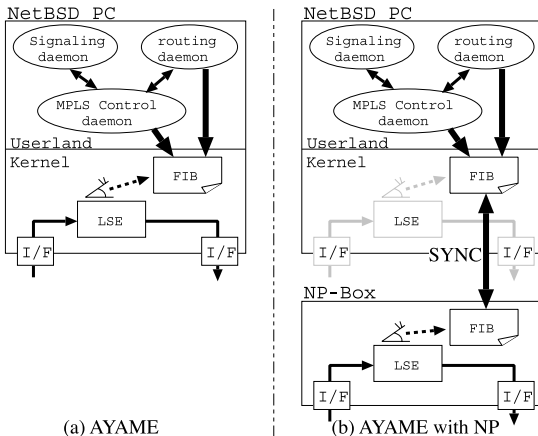 NetBSD PC
Signaling
daemon
routing
daemon
MPLS Control
daemon
Userland
Kernel
FIB
LSE
I/F
I/F
(a) AYAME
NetBSD PC
Signaling
daemon
routing
daemon
MPLS Control
daemon
Userland
Kernel
FIB
LSE
I/F
I/F
SYNC
NP-Box
FIB
LSE
I/F
I/F
(b) AYAME with NP